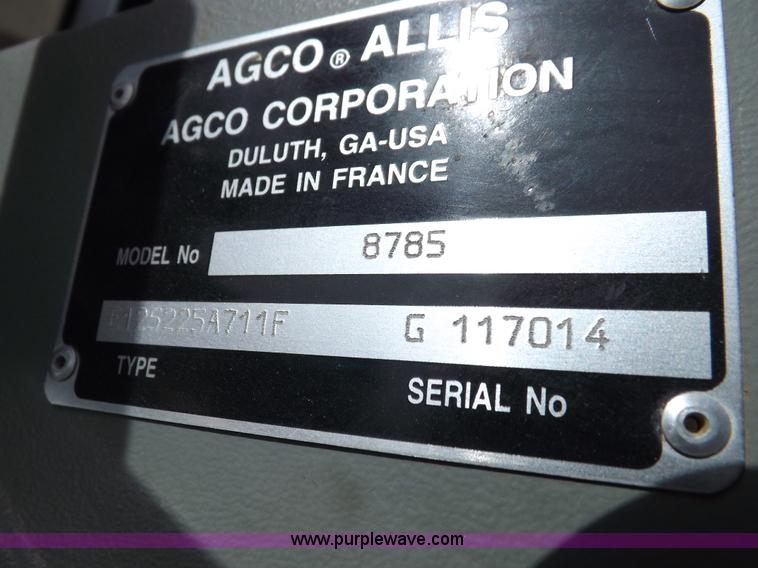 AGCO ® ALLIS
AGCO CORPORATION
DULUTH, GA-USA
MADE IN FRANCE
MODEL No 8785
G 117014
TYPE SERIAL No
www.purplewave.com